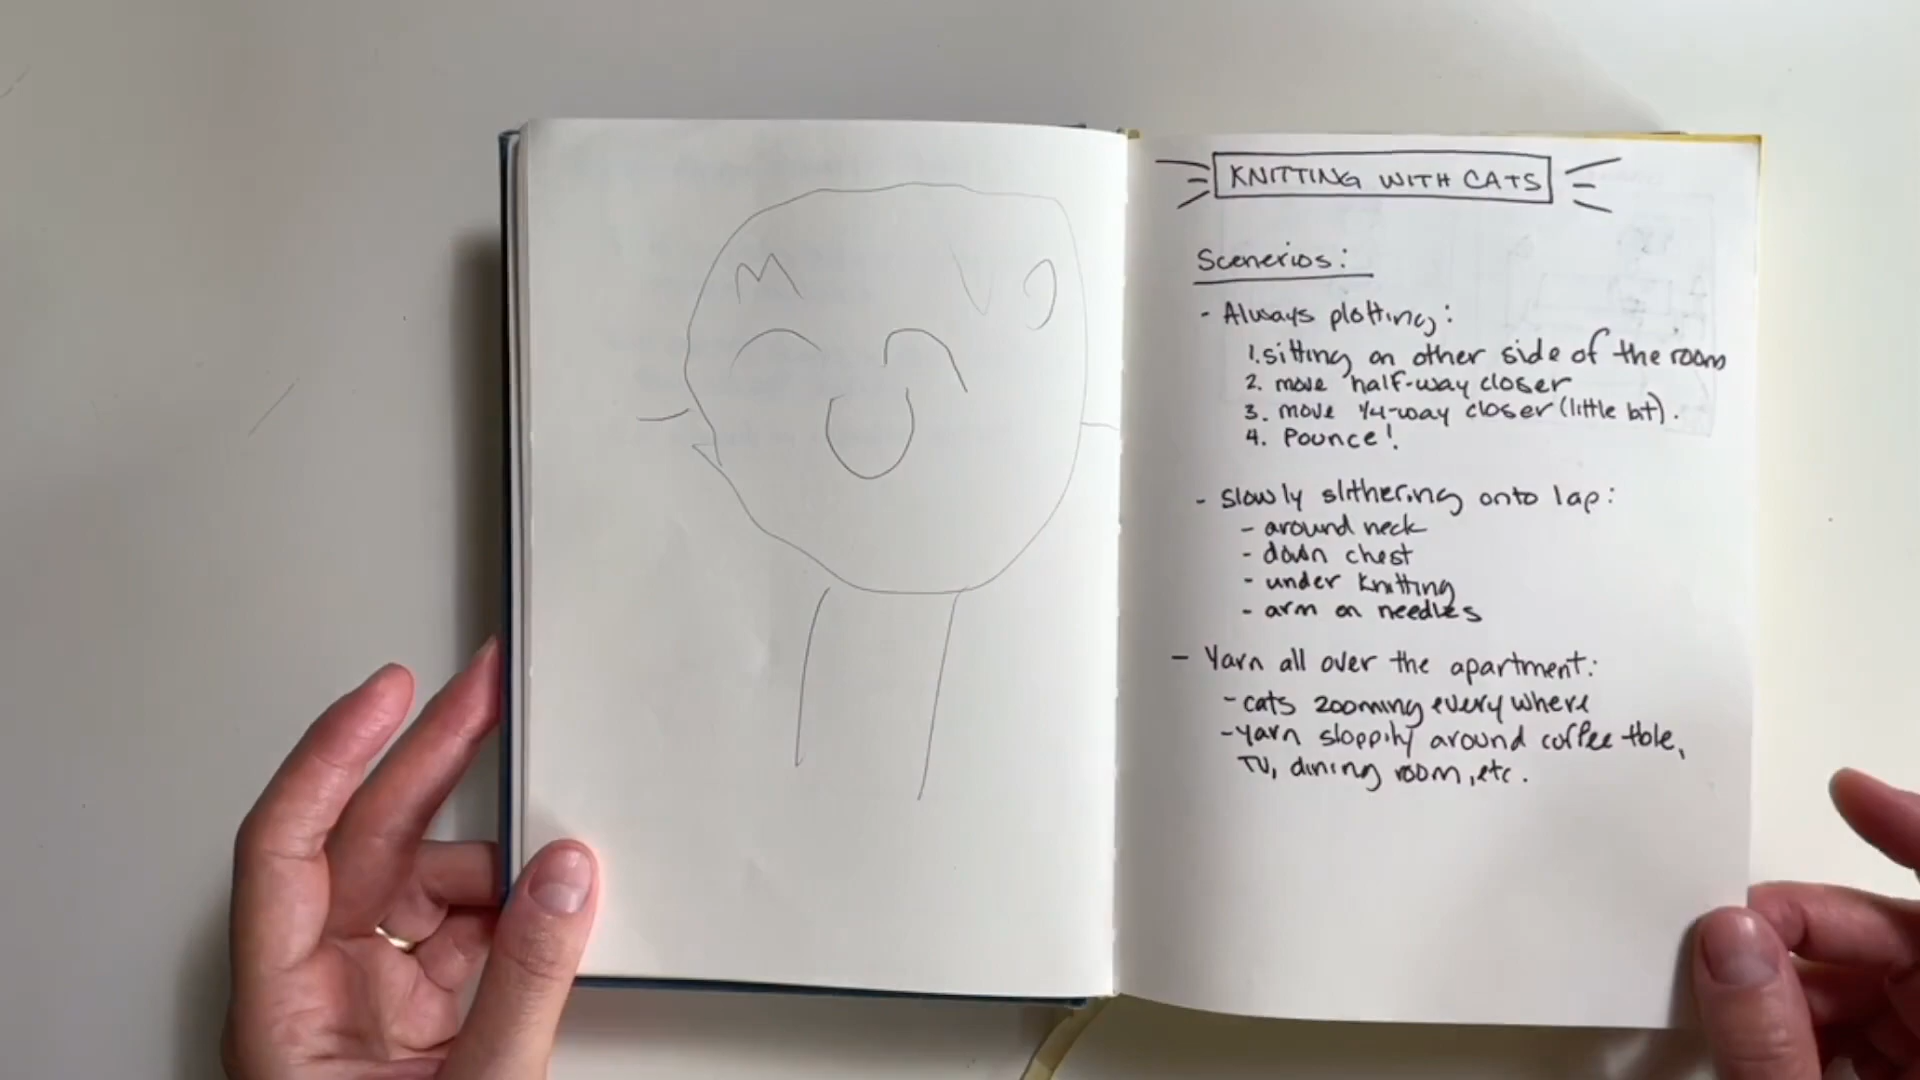 M V O
KNITTING WITH CATS
Scenerios:
- Always plotting:
1. sitting on other side of the room
2. move half-way closer
3. move 1/4-way closer (little bit).
4. Pounce!
- slowly slithering onto lap:
- around neck
- down chest
- under knitting
- arm on needles
- Yarn all over the apartment:
- cats zooming everywhere
- yarn sloppily around coffee table,
TV, dining room, etc.